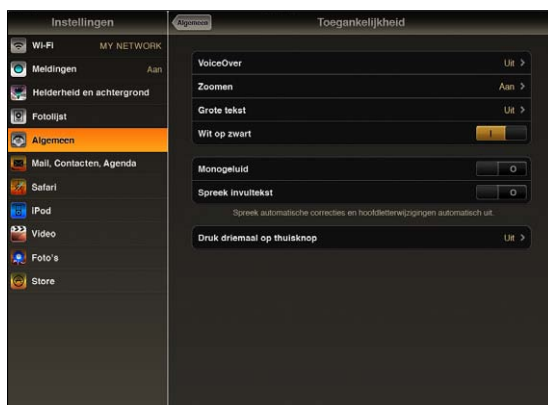 Instellingen
Wi-Fi MY NETWORK
Meldingen Aan
Helderheid en achtergrond
Fotolijst
Algemeen
Mail, Contacten, Agenda
Safari
iPod
Video
Foto's
Store
Algemeen
Toegankelijkheid
VoiceOver Uit
Zoomen Aan
Grote tekst Uit
Wit op zwart I
Monogeluid O
Spreek invultekst O
Spreek automatische correcties en hoofdletterwijzigingen automatisch uit.
Druk driemaal op thuisknop Uit